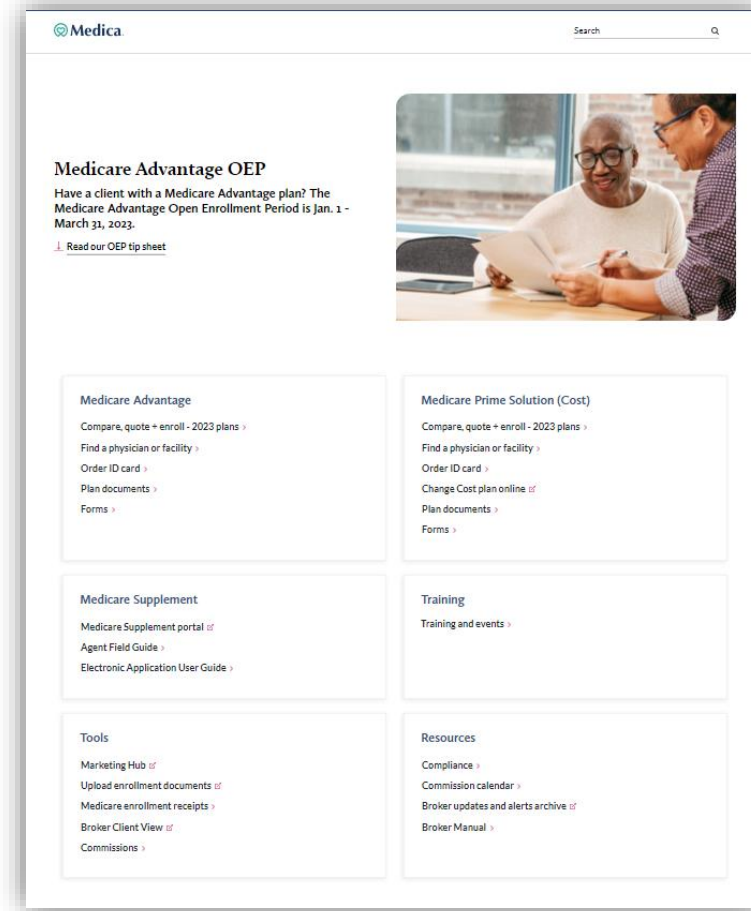 Medica.
Search
Medicare Advantage OEP
Have a client with a Medicare Advantage plan? The
Medicare Advantage Open Enrollment Period is Jan. 1 -
March 31, 2023.
Read our OEP tip sheet
Medicare Advantage
Compare, quote + enroll - 2023 plans >
Find a physician or facility >
Order ID card >
Plan documents >
Forms >
Medicare Prime Solution (Cost)
Compare, quote + enroll - 2023 plans >
Find a physician or facility >
Order ID card >
Change Cost plan online
Plan documents >
Forms >
Medicare Supplement
Medicare Supplement portal
Agent Field Guide >
Electronic Application User Guide >
Training
Training and events >
Tools
Marketing Hub
Upload enrollment documents
Medicare enrollment receipts >
Broker Client View
Commissions >
Resources
Compliance >
Commission calendar >
Broker updates and alerts archive
Broker Manual >